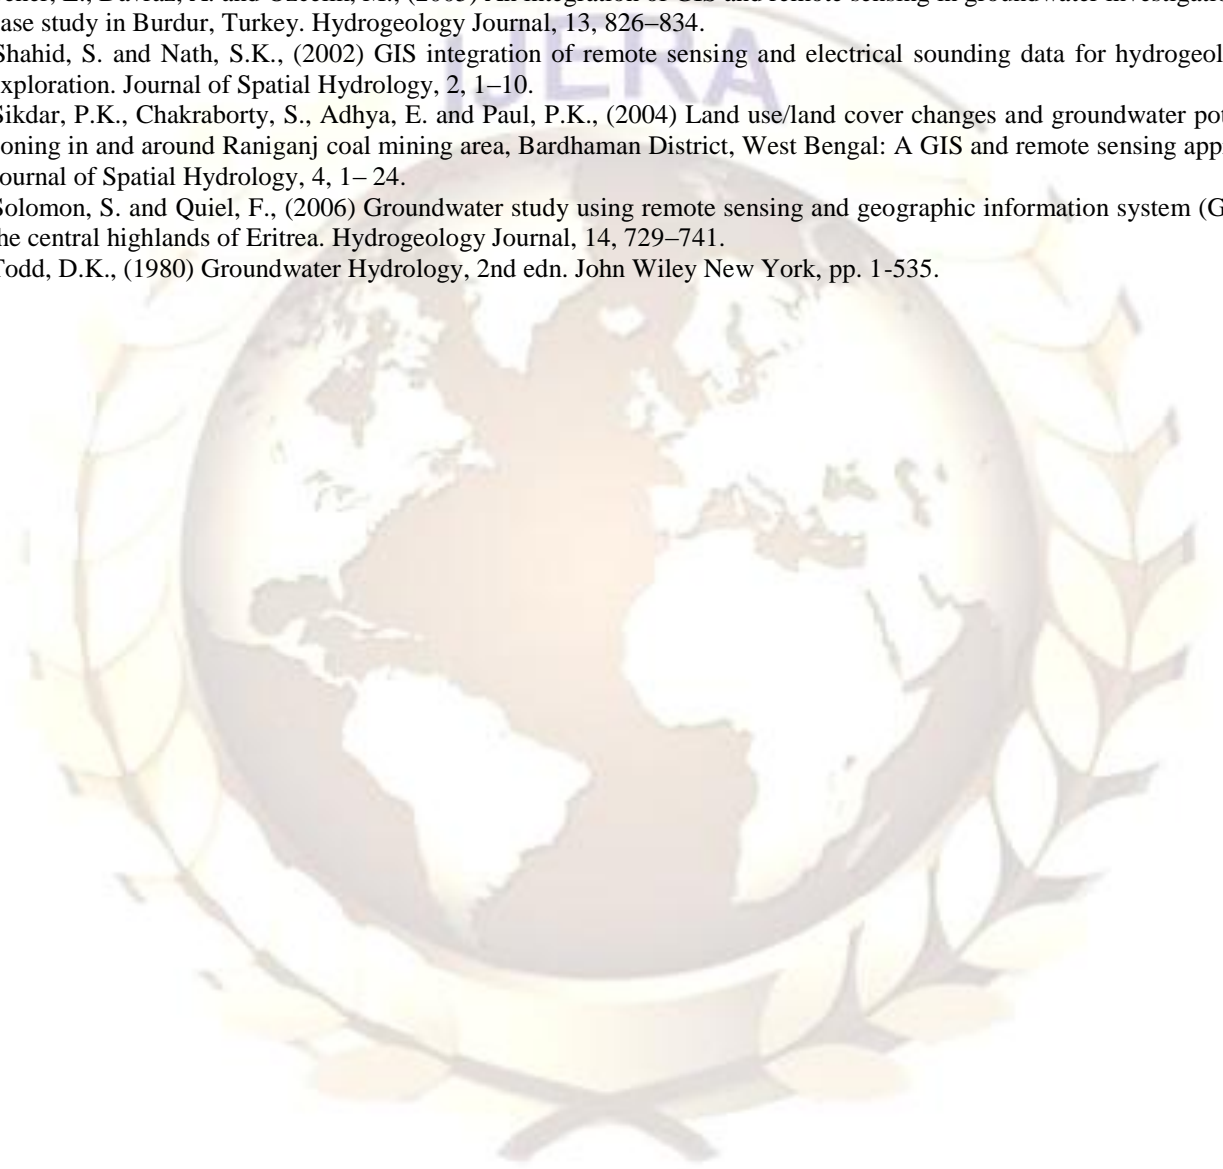 ase study in Burdur, Turkey. Hydrogeology Journal, 13, 826–834.
Shahid, S. and Nath, S.K., (2002) GIS integration of remote sensing and electrical sounding data for hydrogeol
xploration. Journal of Spatial Hydrology, 2, 1–10.
Sikdar, P.K., Chakraborty, S., Adhya, E. and Paul, P.K., (2004) Land use/land cover changes and groundwater pot
oning in and around Raniganj coal mining area, Bardhaman District, West Bengal: A GIS and remote sensing app
ournal of Spatial Hydrology, 4, 1– 24.
Solomon, S. and Quiel, F., (2006) Groundwater study using remote sensing and geographic information system (G
he central highlands of Eritrea. Hydrogeology Journal, 14, 729–741.
Todd, D.K., (1980) Groundwater Hydrology, 2nd edn. John Wiley New York, pp. 1-535.
IJERA